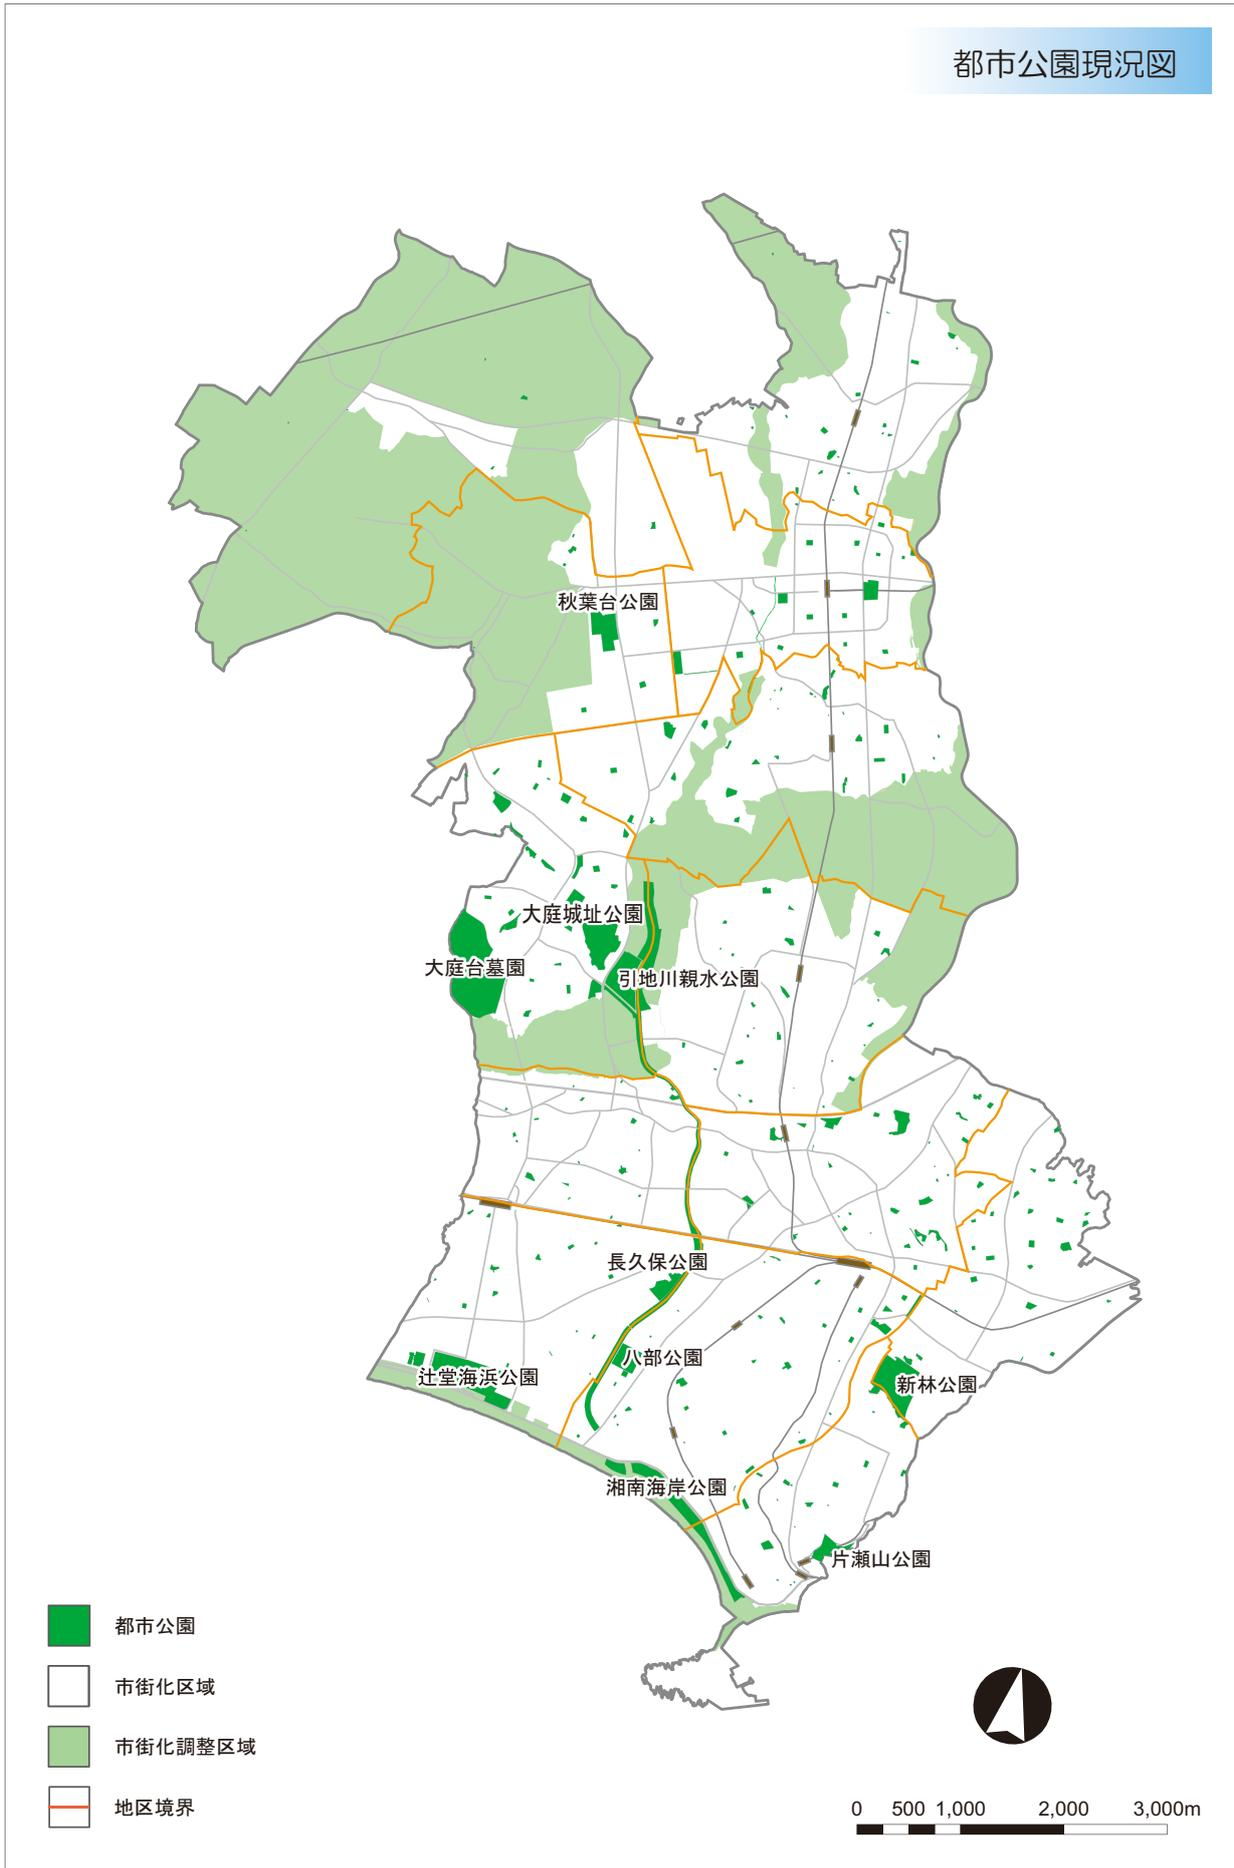 都市公園現況図
秋葉台公園
大庭城址公園
大庭台墓園
引地川親水公園
長久保公園
八部公園
辻堂海浜公園
新林公園
湘南海岸公園
片瀬山公園
都市公園
市街化区域
市街化調整区域
地区境界
0 500 1,000 2,000 3,000m